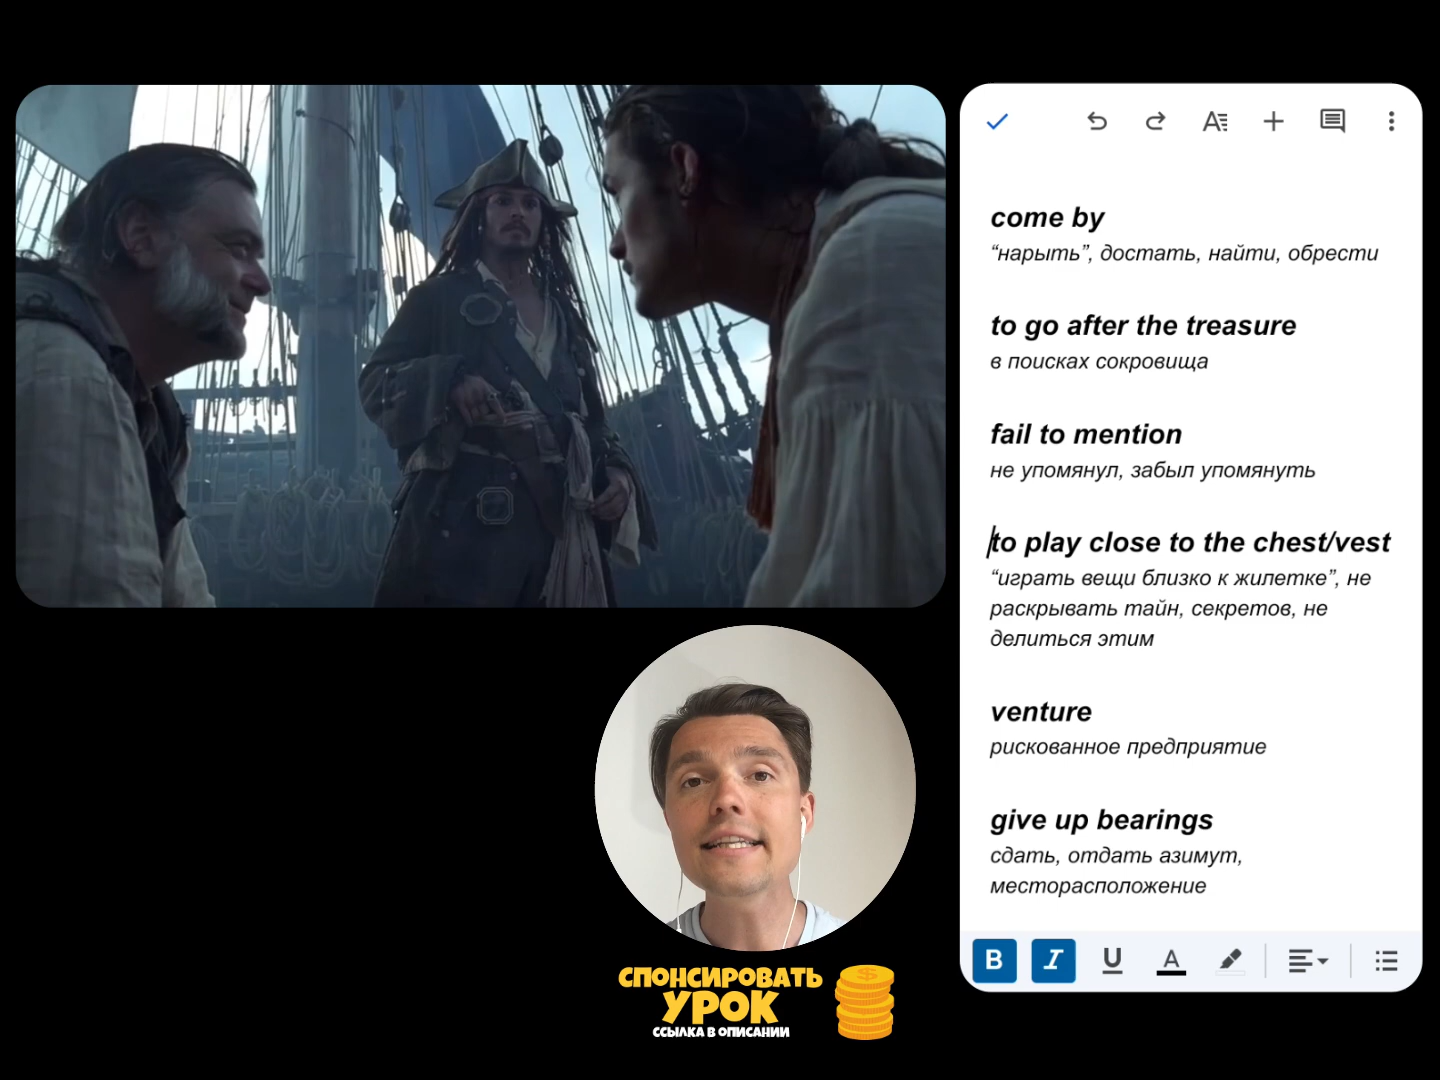 come by
“нарыть”, достать, найти, обрести
to go after the treasure
в поисках сокровища
fail to mention
не упомянул, забыл упомянуть
to play close to the chest/vest
“играть вещи близко к жилетке”, не
раскрывать тайн, секретов, не
делиться этим
venture
рискованное предприятие
give up bearings
сдать, отдать азимут,
месторасположение
B I U A
СПОНСИРОВАТЬ
УРОК
ССЫЛКА В ОПИСАНИИ